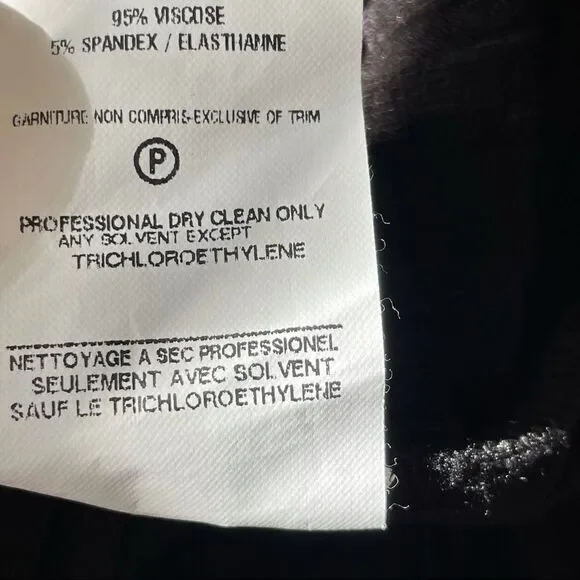 95% VISCOSE
5% SPANDEX / ELASTHANNE
GARNITURE NON COMPRIS-EXCLUSIVE OF TRIM
P
PROFESSIONAL DRY CLEAN ONLY
ANY SOLVENT EXCEPT
TRICHLOROETHYLENE
NETTOYAGE A SEC PROFESSIONEL
SEULEMENT AVEC SOLVENT
SAUF LE TRICHLOROETHYLENE